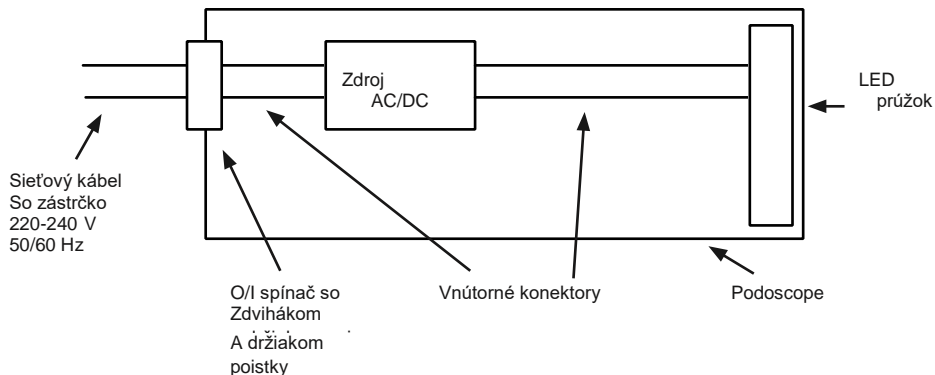 Zdroj
AC/DC
LED
prúžok
Sieťový kábel
So zástrčko
220-240 V
50/60 Hz
O/I spínač so
Zdvihákom
A držiakom
poistky
Vnútorné konektory
Podoscope